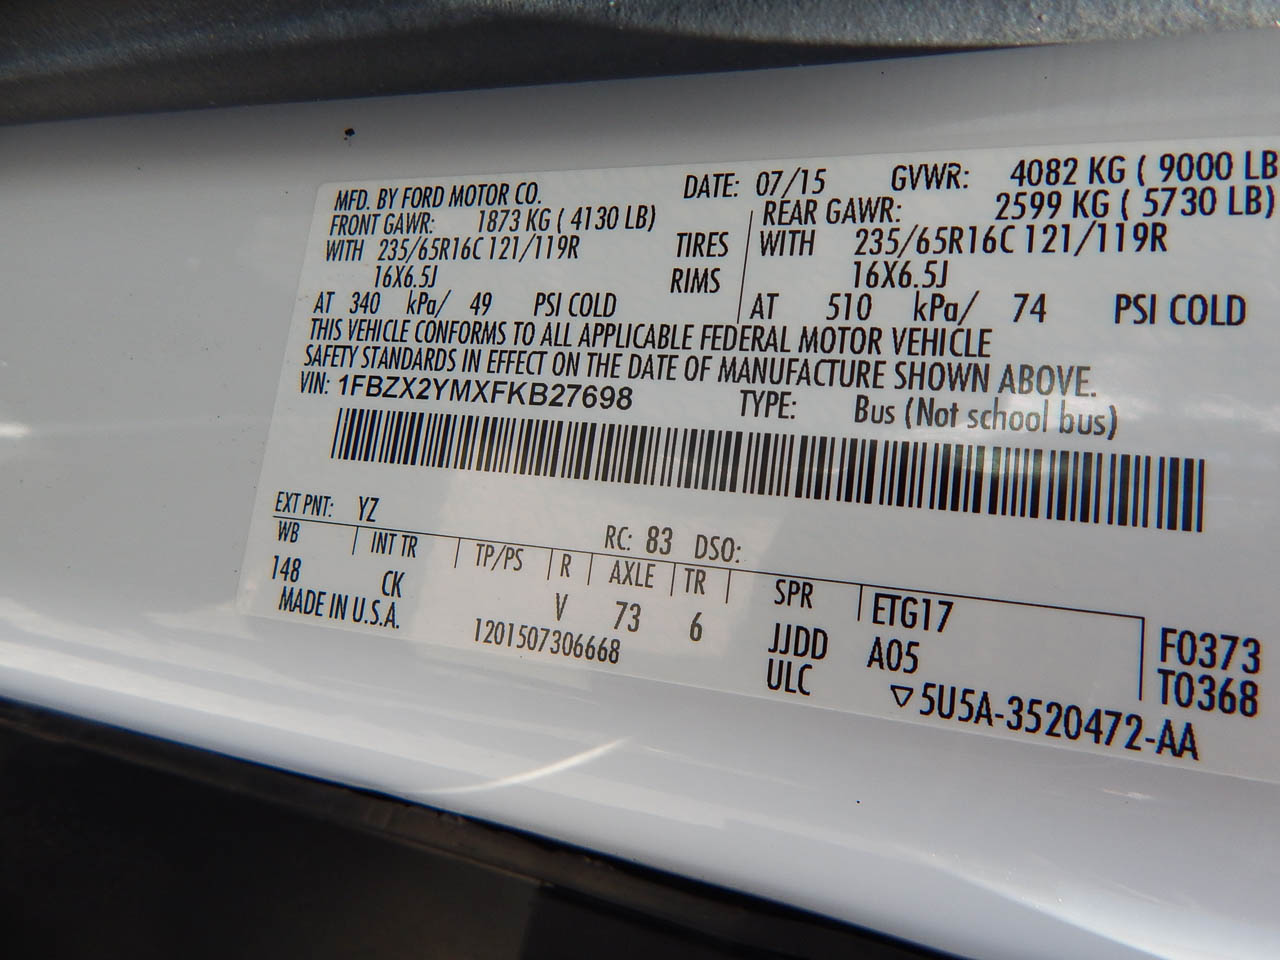 MFD. BY FORD MOTOR CO. DATE: 07/15 GVWR: 4082 KG ( 9000 LB
FRONT GAWR: 1873 KG ( 4130 LB) REAR GAWR: 2599 KG ( 5730 LB)
WITH 235/65R16C 121/119R TIRES WITH 235/65R16C 121/119R
16X6.5J RIMS 16X6.5J
AT 340 kPa/ 49 PSI COLD AT 510 kPa/ 74 PSI COLD
THIS VEHICLE CONFORMS TO ALL APPLICABLE FEDERAL MOTOR VEHICLE
SAFETY STANDARDS IN EFFECT ON THE DATE OF MANUFACTURE SHOWN ABOVE.
VIN: 1FBZX2YMXFKB27698 TYPE: Bus (Not school bus)
EXT PNT: YZ RC: 83 DSO:
WB INT TR TP/PS R AXLE TR SPR ETG17 F0373
148 CK V 73 6 JJDD A05 T0368
MADE IN U.S.A. 1201507306668 ULC ▽5U5A-3520472-AA